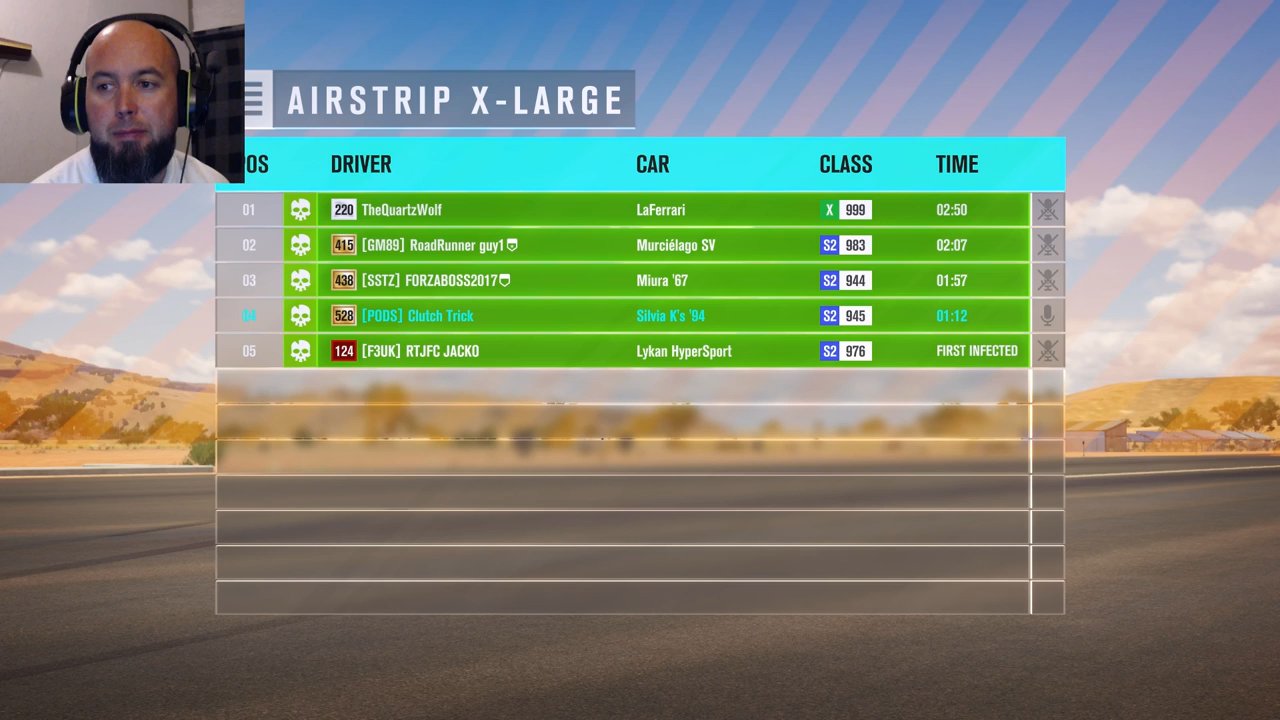 AIRSTRIP X-LARGE
OS DRIVER CAR CLASS TIME
01 220 TheQuartzWolf LaFerrari X 999 02:50
02 415 [GM89] RoadRunner guy1 Murciélago SV S2 983 02:07
03 438 [SSTZ] FORZABOSS2017 Miura '67 S2 944 01:57
04 528 [PODS] Clutch Trick Silvia K's '94 S2 945 01:12
05 124 [F3UK] RTJFC JACKO Lykan HyperSport S2 976 FIRST INFECTED